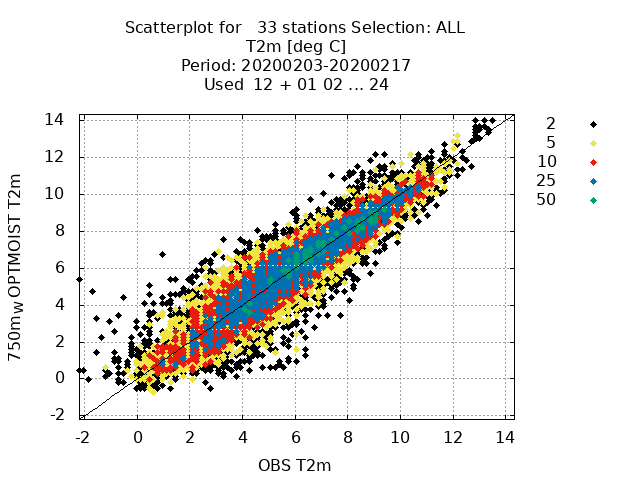 Scatterplot for   33 stations Selection: ALL
T2m [deg C]
Period: 20200203-20200217
Used  12 + 01 02 ... 24
14
12
10
8
6
4
2
0
-2
750mW OPTMOIST T2m
-2 0 2 4 6 8 10 12 14
OBS T2m
2
5
10
25
50